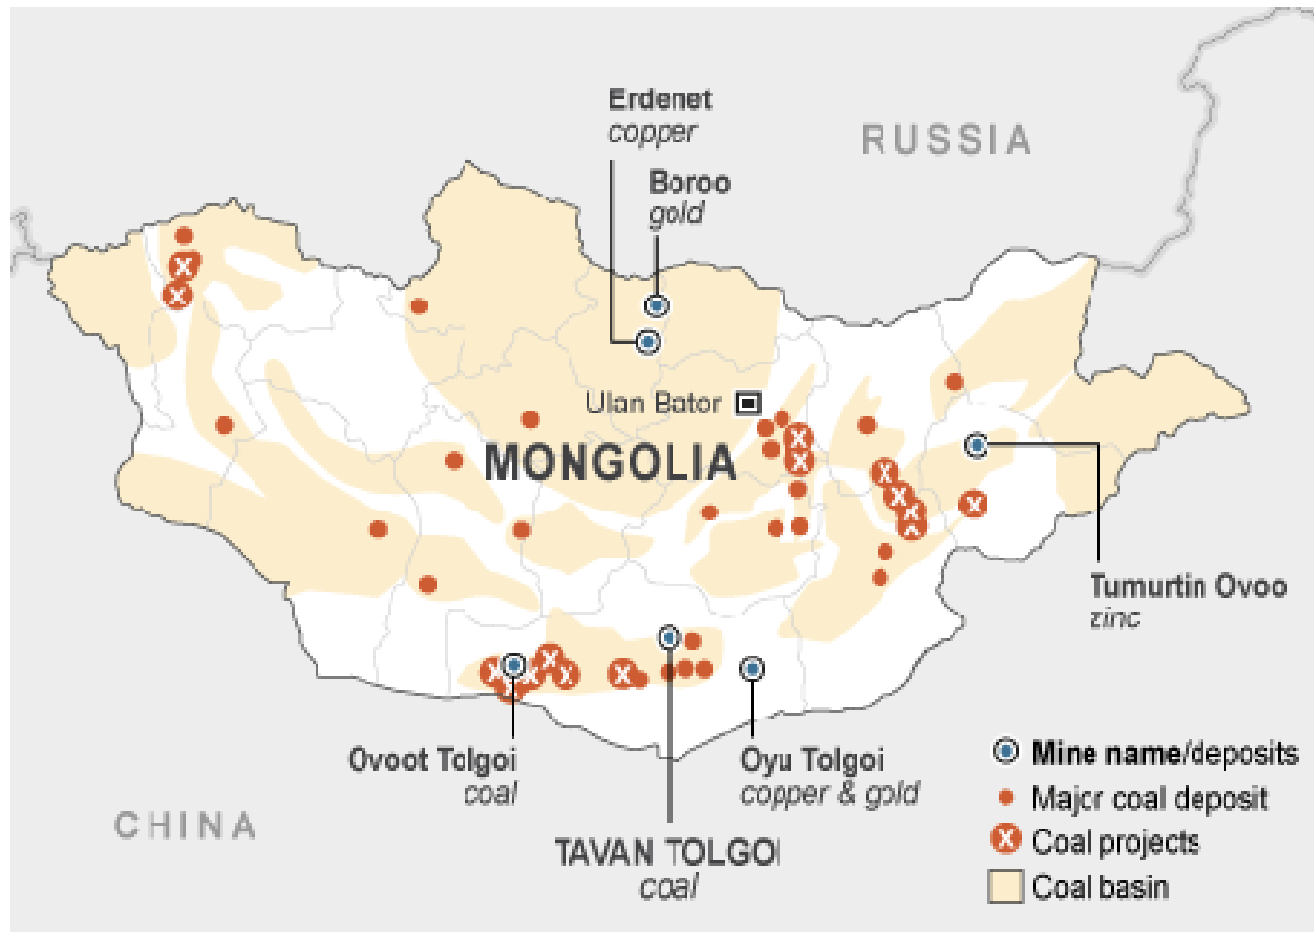 Erdenet
copper
RUSSIA
Boroo
gold
Ulan Bator
MONGOLIA
Tumurtin Ovoo
zinc
Ovoot Tolgoi
coal
Oyu Tolgoi
copper & gold
TAVAN TOLGOI
coal
CHINA
Mine name/deposits
Major coal deposit
Coal projects
Coal basin